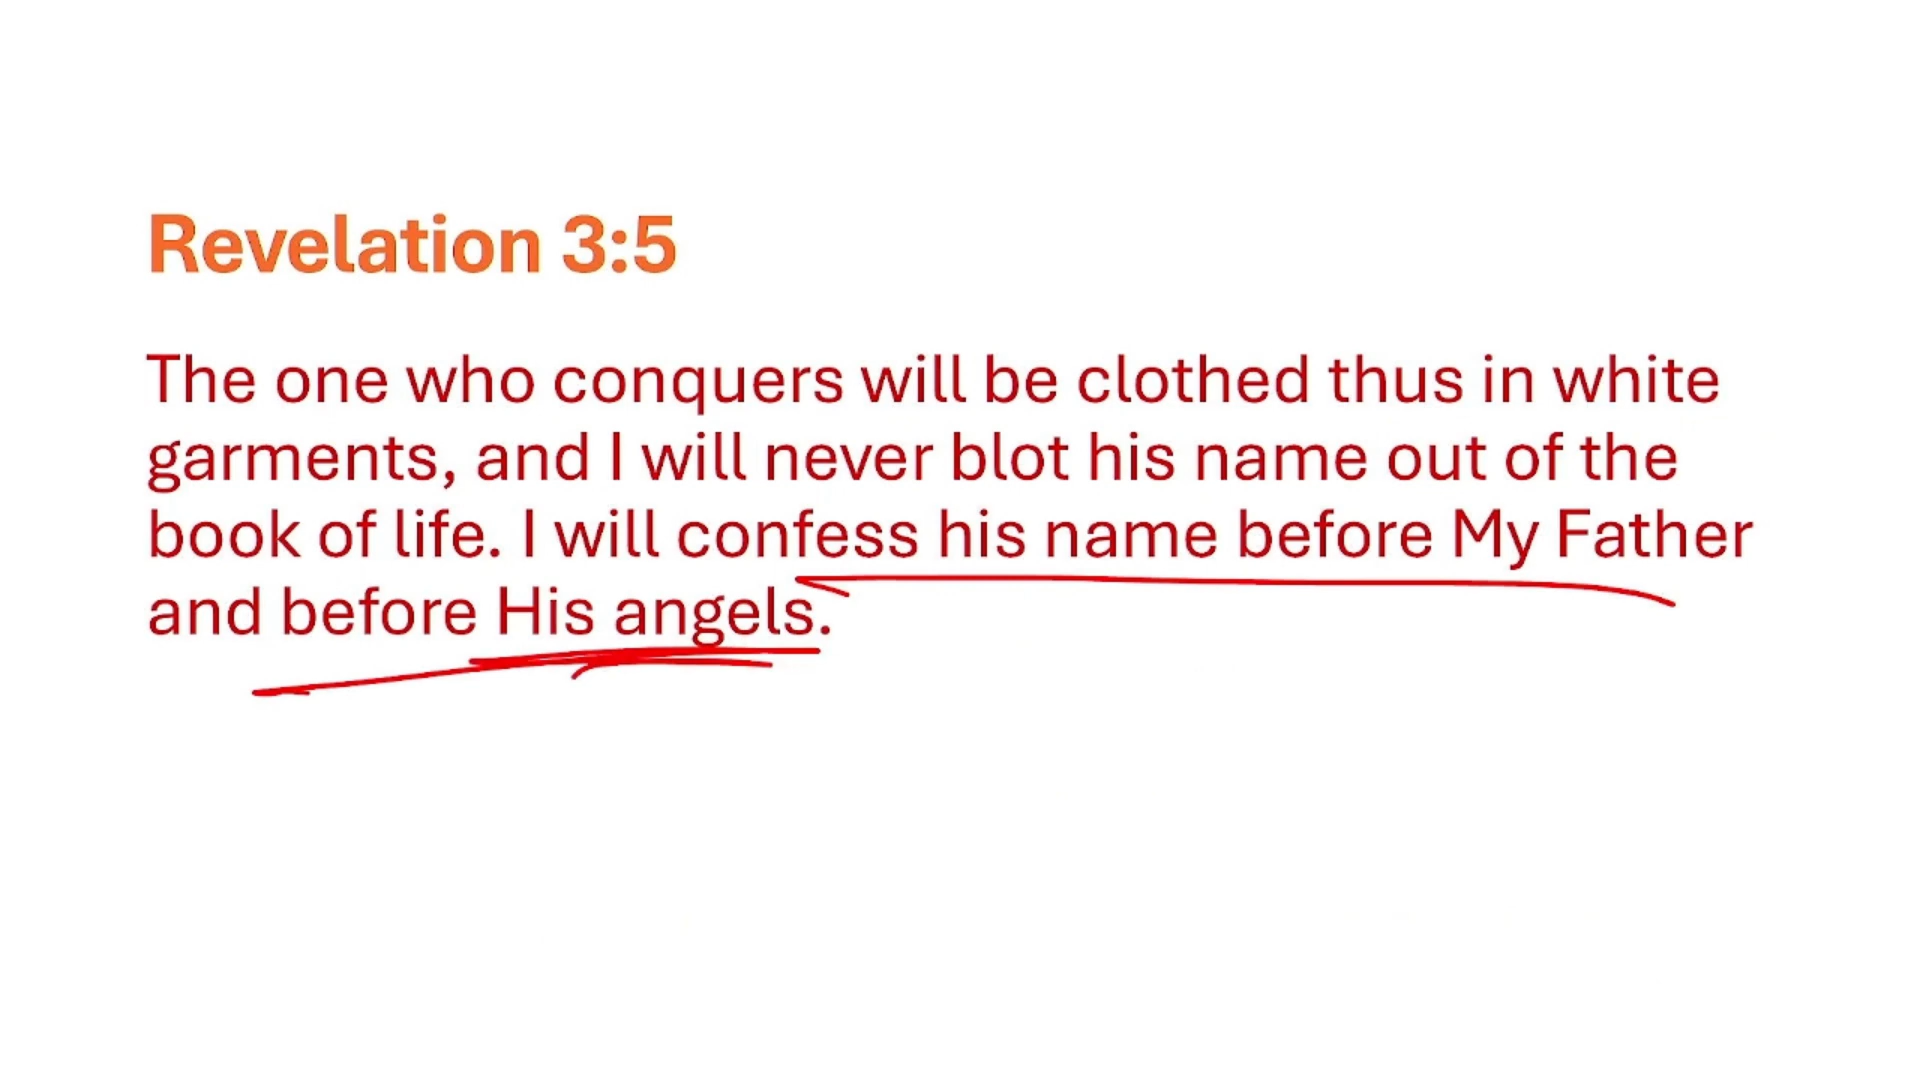 Revelation 3:5
The one who conquers will be clothed thus in white
garments, and I will never blot his name out of the
book of life. I will confess his name before My Father
and before His angels.